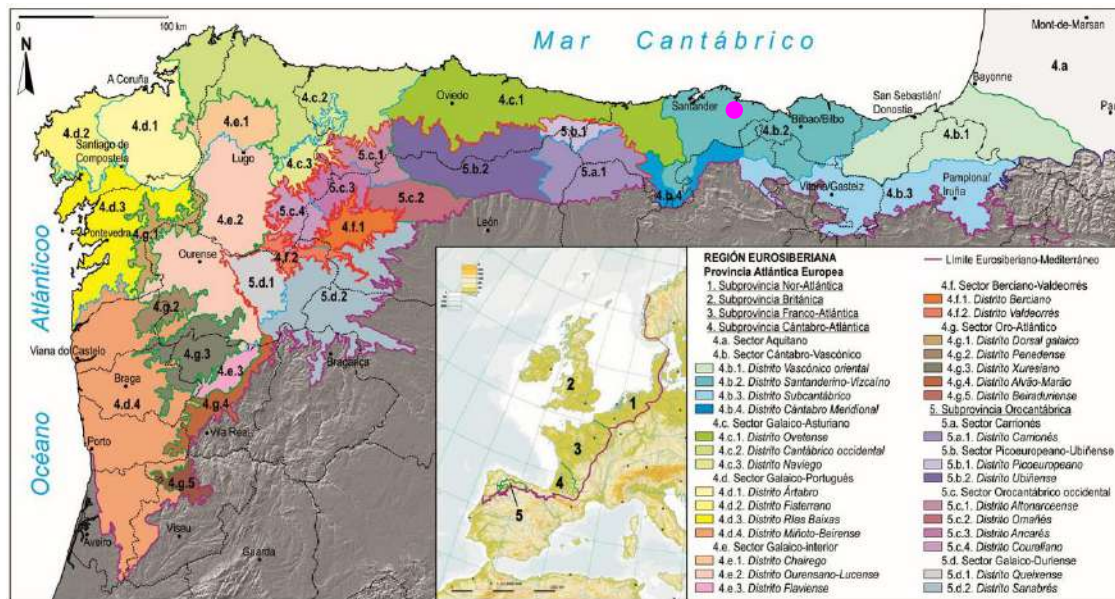 100 km
N
Mar Cantábrico
Mont-de-Marsan
4.a
Bayonne
Pa
A Coruña
4.c.2
Oviedo
4.c.1
Santander
San Sebastián/
Donostia
Bilbao/Bilbo
4.b.2
4.b.1
4.d.2
4.d.1
4.e.1
Santiago de
Compostela
Lugo
4.c.3
5.c.1
5.b.1
5.b.2
5.a.1
4.b.4
Vitoria/Gasteiz
4.b.3
Pamplona/
Iruña
4.d.3
4.e.2
5.c.3
5.c.4
5.c.2
4.f.1
León
Pontevedra
4.g.1
Ourense
4.f.2
5.d.1
5.d.2
4.g.2
Océano Atlántico
Viana do Castelo
4.g.3
Bragança
Braga
4.e.3
4.d.4
4.g.4
Porto
Vila Real
4.g.5
Aveiro
Viseu
Guarda
2
1
3
4
5
REGIÓN EUROSIBERIANA
Provincia Atlántica Europea
1. Subprovincia Nor-Atlántica
2. Subprovincia Británica
3. Subprovincia Franco-Atlántica
4. Subprovincia Cántabro-Atlántica
4.a. Sector Aquitano
4.b. Sector Cántabro-Vascónico
4.b.1. Distrito Vascónico oriental
4.b.2. Distrito Santanderino-Vizcaíno
4.b.3. Distrito Subcantábrico
4.b.4. Distrito Cántabro Meridional
4.c. Sector Galaico-Asturiano
4.c.1. Distrito Ovetense
4.c.2. Distrito Cantábrico occidental
4.c.3. Distrito Naviego
4.d. Sector Galaico-Portugués
4.d.1. Distrito Ártabro
4.d.2. Distrito Fisterrano
4.d.3. Distrito Rías Baixas
4.d.4. Distrito Miñoto-Beirense
4.e. Sector Galaico-interior
4.e.1. Distrito Chairego
4.e.2. Distrito Ourensano-Lucense
4.e.3. Distrito Flaviense
Límite Eurosiberiano-Mediterráneo
4.f. Sector Berciano-Valdeorrés
4.f.1. Distrito Berciano
4.f.2. Distrito Valdeorrés
4.g. Sector Oro-Atlántico
4.g.1. Distrito Dorsal galaico
4.g.2. Distrito Penedense
4.g.3. Distrito Xuresiano
4.g.4. Distrito Alvão-Marão
4.g.5. Distrito Beiraduriense
5. Subprovincia Orocantábrica
5.a. Sector Carrionés
5.a.1. Distrito Carrionés
5.b. Sector Picoeuropeano-Ubiñense
5.b.1. Distrito Picoeuropeano
5.b.2. Distrito Ubiñense
5.c. Sector Orocantábrico occidental
5.c.1. Distrito Altonarceense
5.c.2. Distrito Omañés
5.c.3. Distrito Ancarés
5.c.4. Distrito Coureliano
5.d. Sector Galaico-Duriense
5.d.1. Distrito Queixense
5.d.2. Distrito Sanabrés